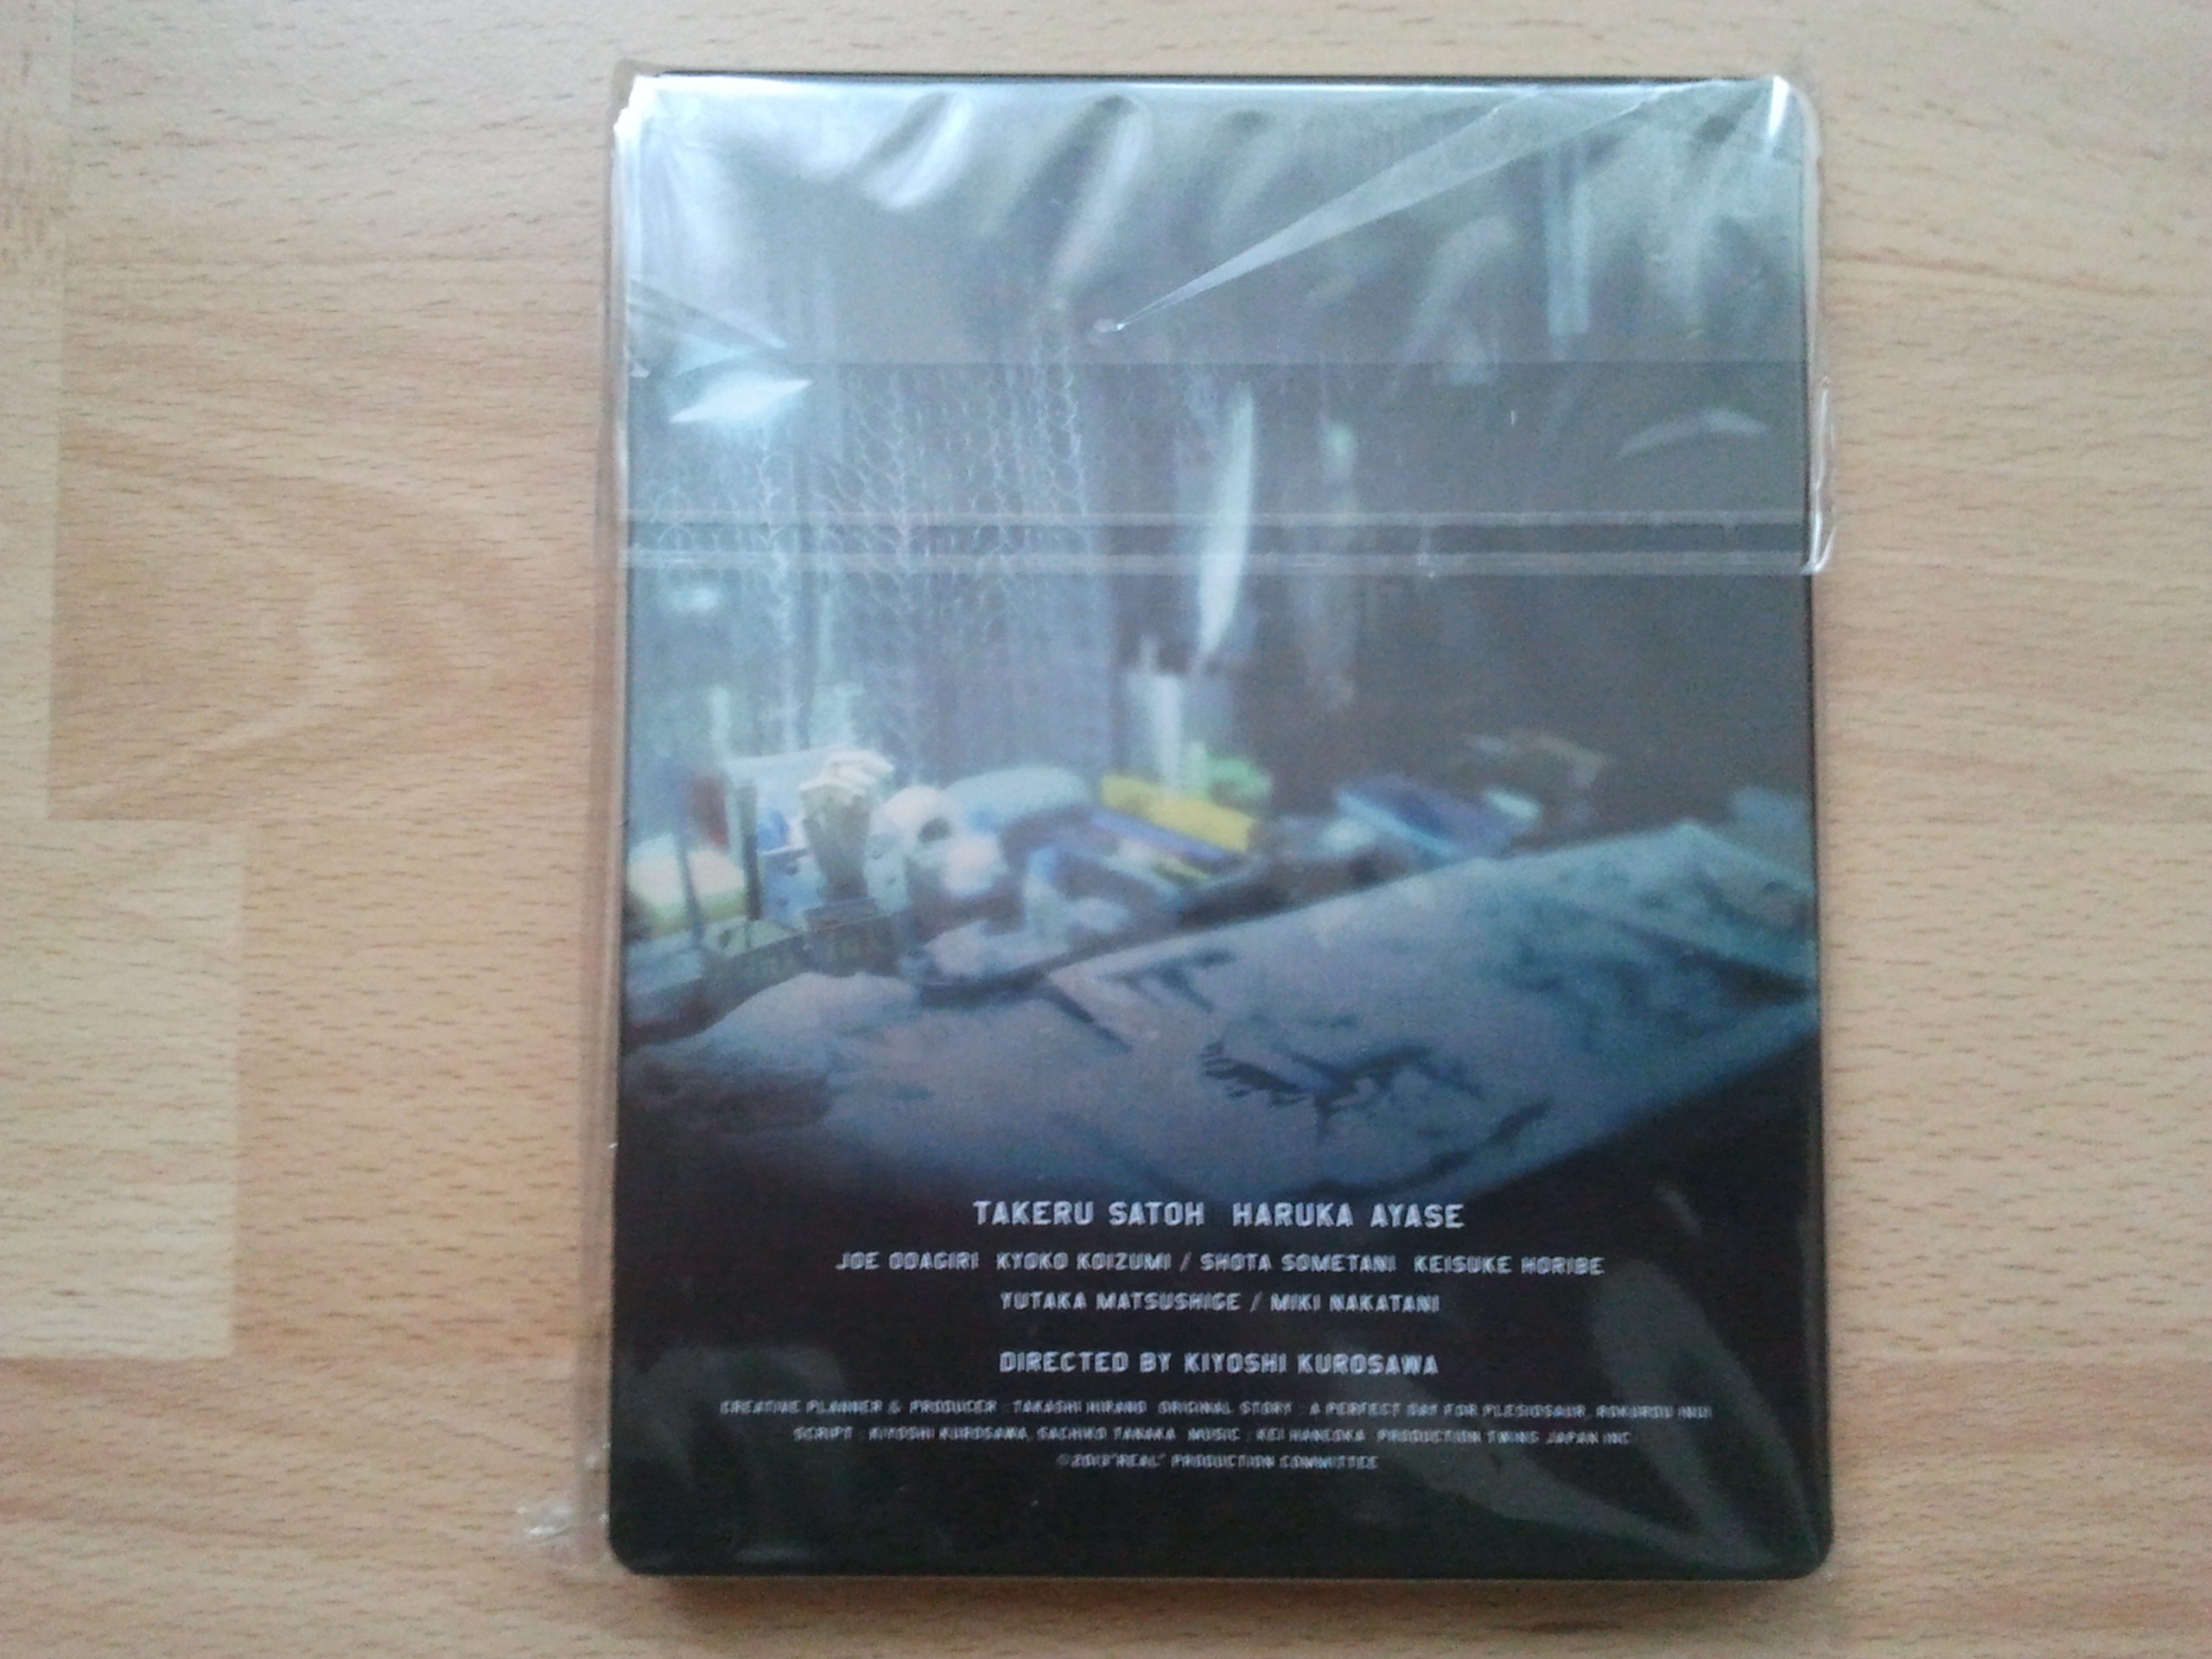 TAKERU SATOH HARUKA AYASE
JOE ODAGIRI KYOKO KOIZUMI / SHOTA SOMETANI KEISUKE HORIBE
YUTAKA MATSUSHIGE / MIKI NAKATANI
DIRECTED BY KIYOSHI KUROSAWA
CREATIVE PLANNER & PRODUCER : TAKASHI HIRANO ORIGINAL STORY : A PERFECT DAY FOR PLESIOSAUR, ROKUROU INUI
SCRIPT : KIYOSHI KUROSAWA, SACHIKO TANAKA MUSIC : KEI HANEOKA PRODUCTION TWINS JAPAN INC
©2013"REAL" PRODUCTION COMMITTEE